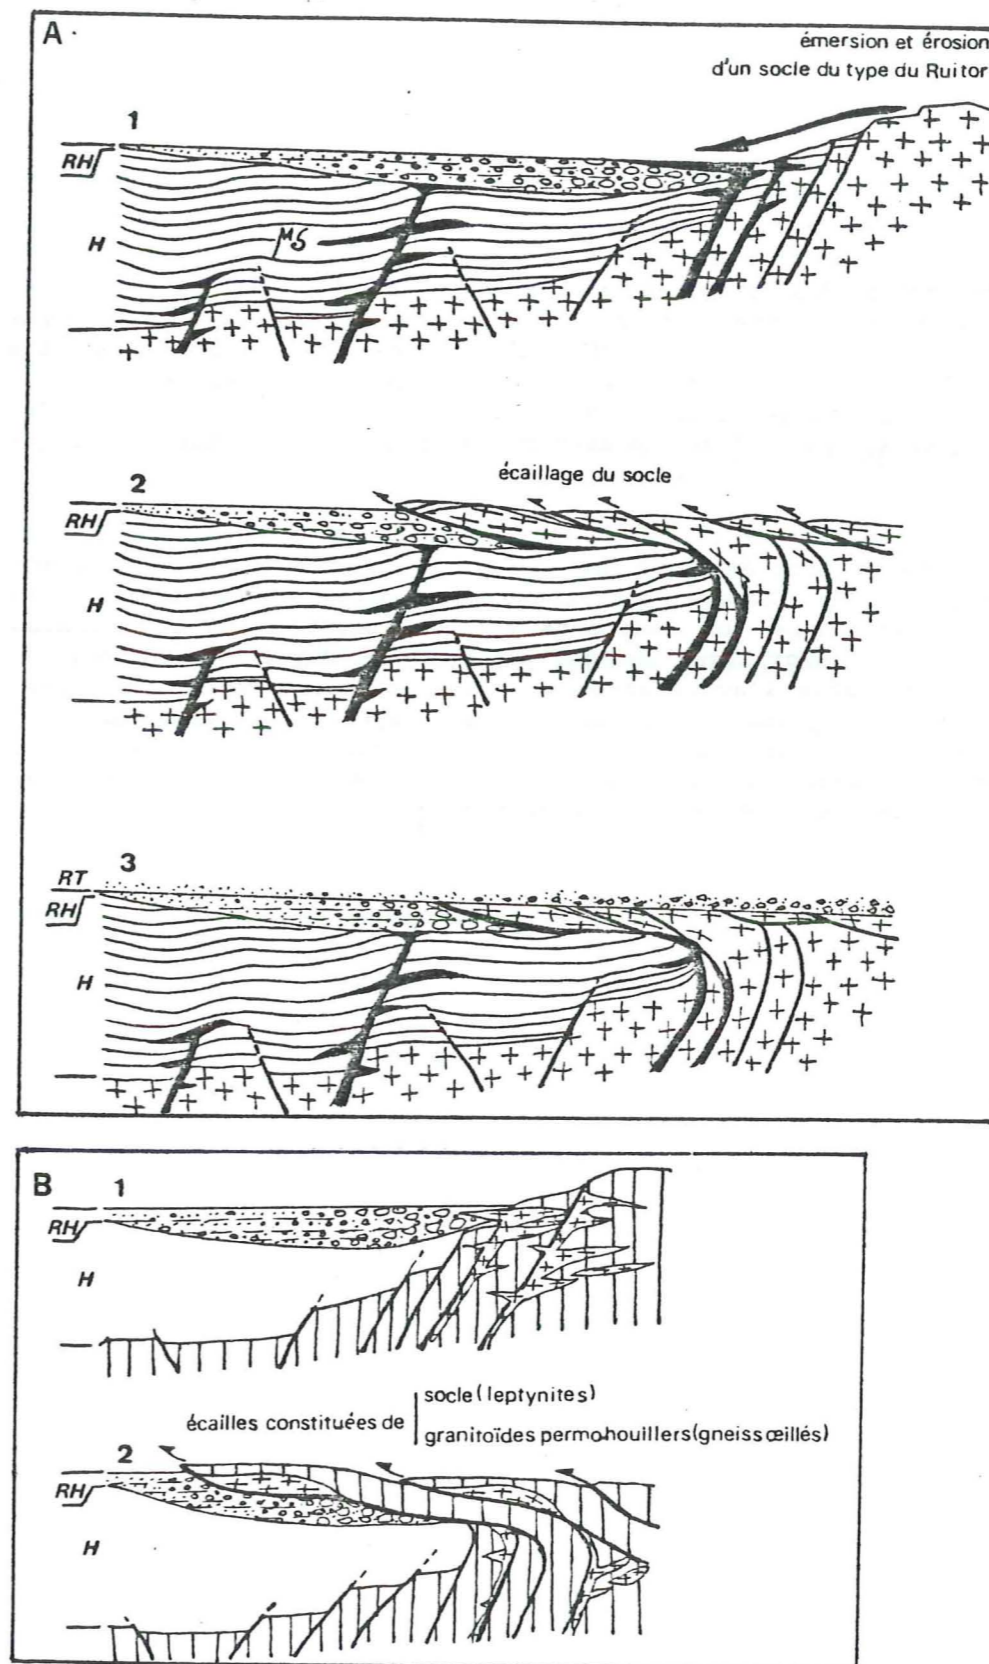 A
émersion et érosion
d'un socle du type du Ruitor
1
RH
H
μS
écaillage du socle
2
RH
H
3
RT
RH
H
B
1
RH
H
écailles constituées de
socle (leptynites)
granitoïdes permo-houillers (gneiss œillés)
2
RH
H